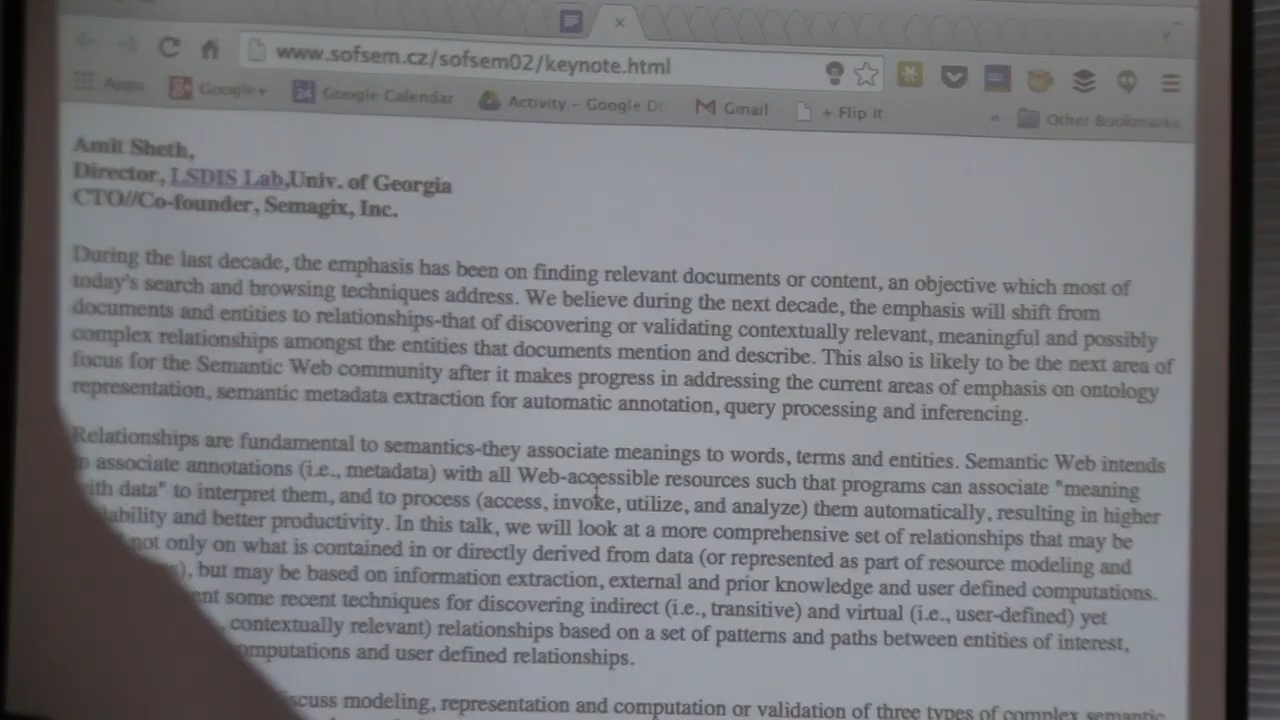 www.sofsem.cz/sofsem02/keynote.html
Apps Google+ 24 Google Calendar Activity - Google Dr Gmail + Flip it » Other Bookmarks
Amit Sheth,
Director, LSDIS Lab,Univ. of Georgia
CTO//Co-founder, Semagix, Inc.
During the last decade, the emphasis has been on finding relevant documents or content, an objective which most of
today's search and browsing techniques address. We believe during the next decade, the emphasis will shift from
documents and entities to relationships-that of discovering or validating contextually relevant, meaningful and possibly
complex relationships amongst the entities that documents mention and describe. This also is likely to be the next area of
focus for the Semantic Web community after it makes progress in addressing the current areas of emphasis on ontology
representation, semantic metadata extraction for automatic annotation, query processing and inferencing.
Relationships are fundamental to semantics-they associate meanings to words, terms and entities. Semantic Web intends
associate annotations (i.e., metadata) with all Web-accessible resources such that programs can associate "meaning
with data" to interpret them, and to process (access, invoke, utilize, and analyze) them automatically, resulting in higher
lability and better productivity. In this talk, we will look at a more comprehensive set of relationships that may be
not only on what is contained in or directly derived from data (or represented as part of resource modeling and
), but may be based on information extraction, external and prior knowledge and user defined computations.
ent some recent techniques for discovering indirect (i.e., transitive) and virtual (i.e., user-defined) yet
contextually relevant) relationships based on a set of patterns and paths between entities of interest,
omputations and user defined relationships.
iscuss modeling, representation and computation or validation of three types of complex semantic